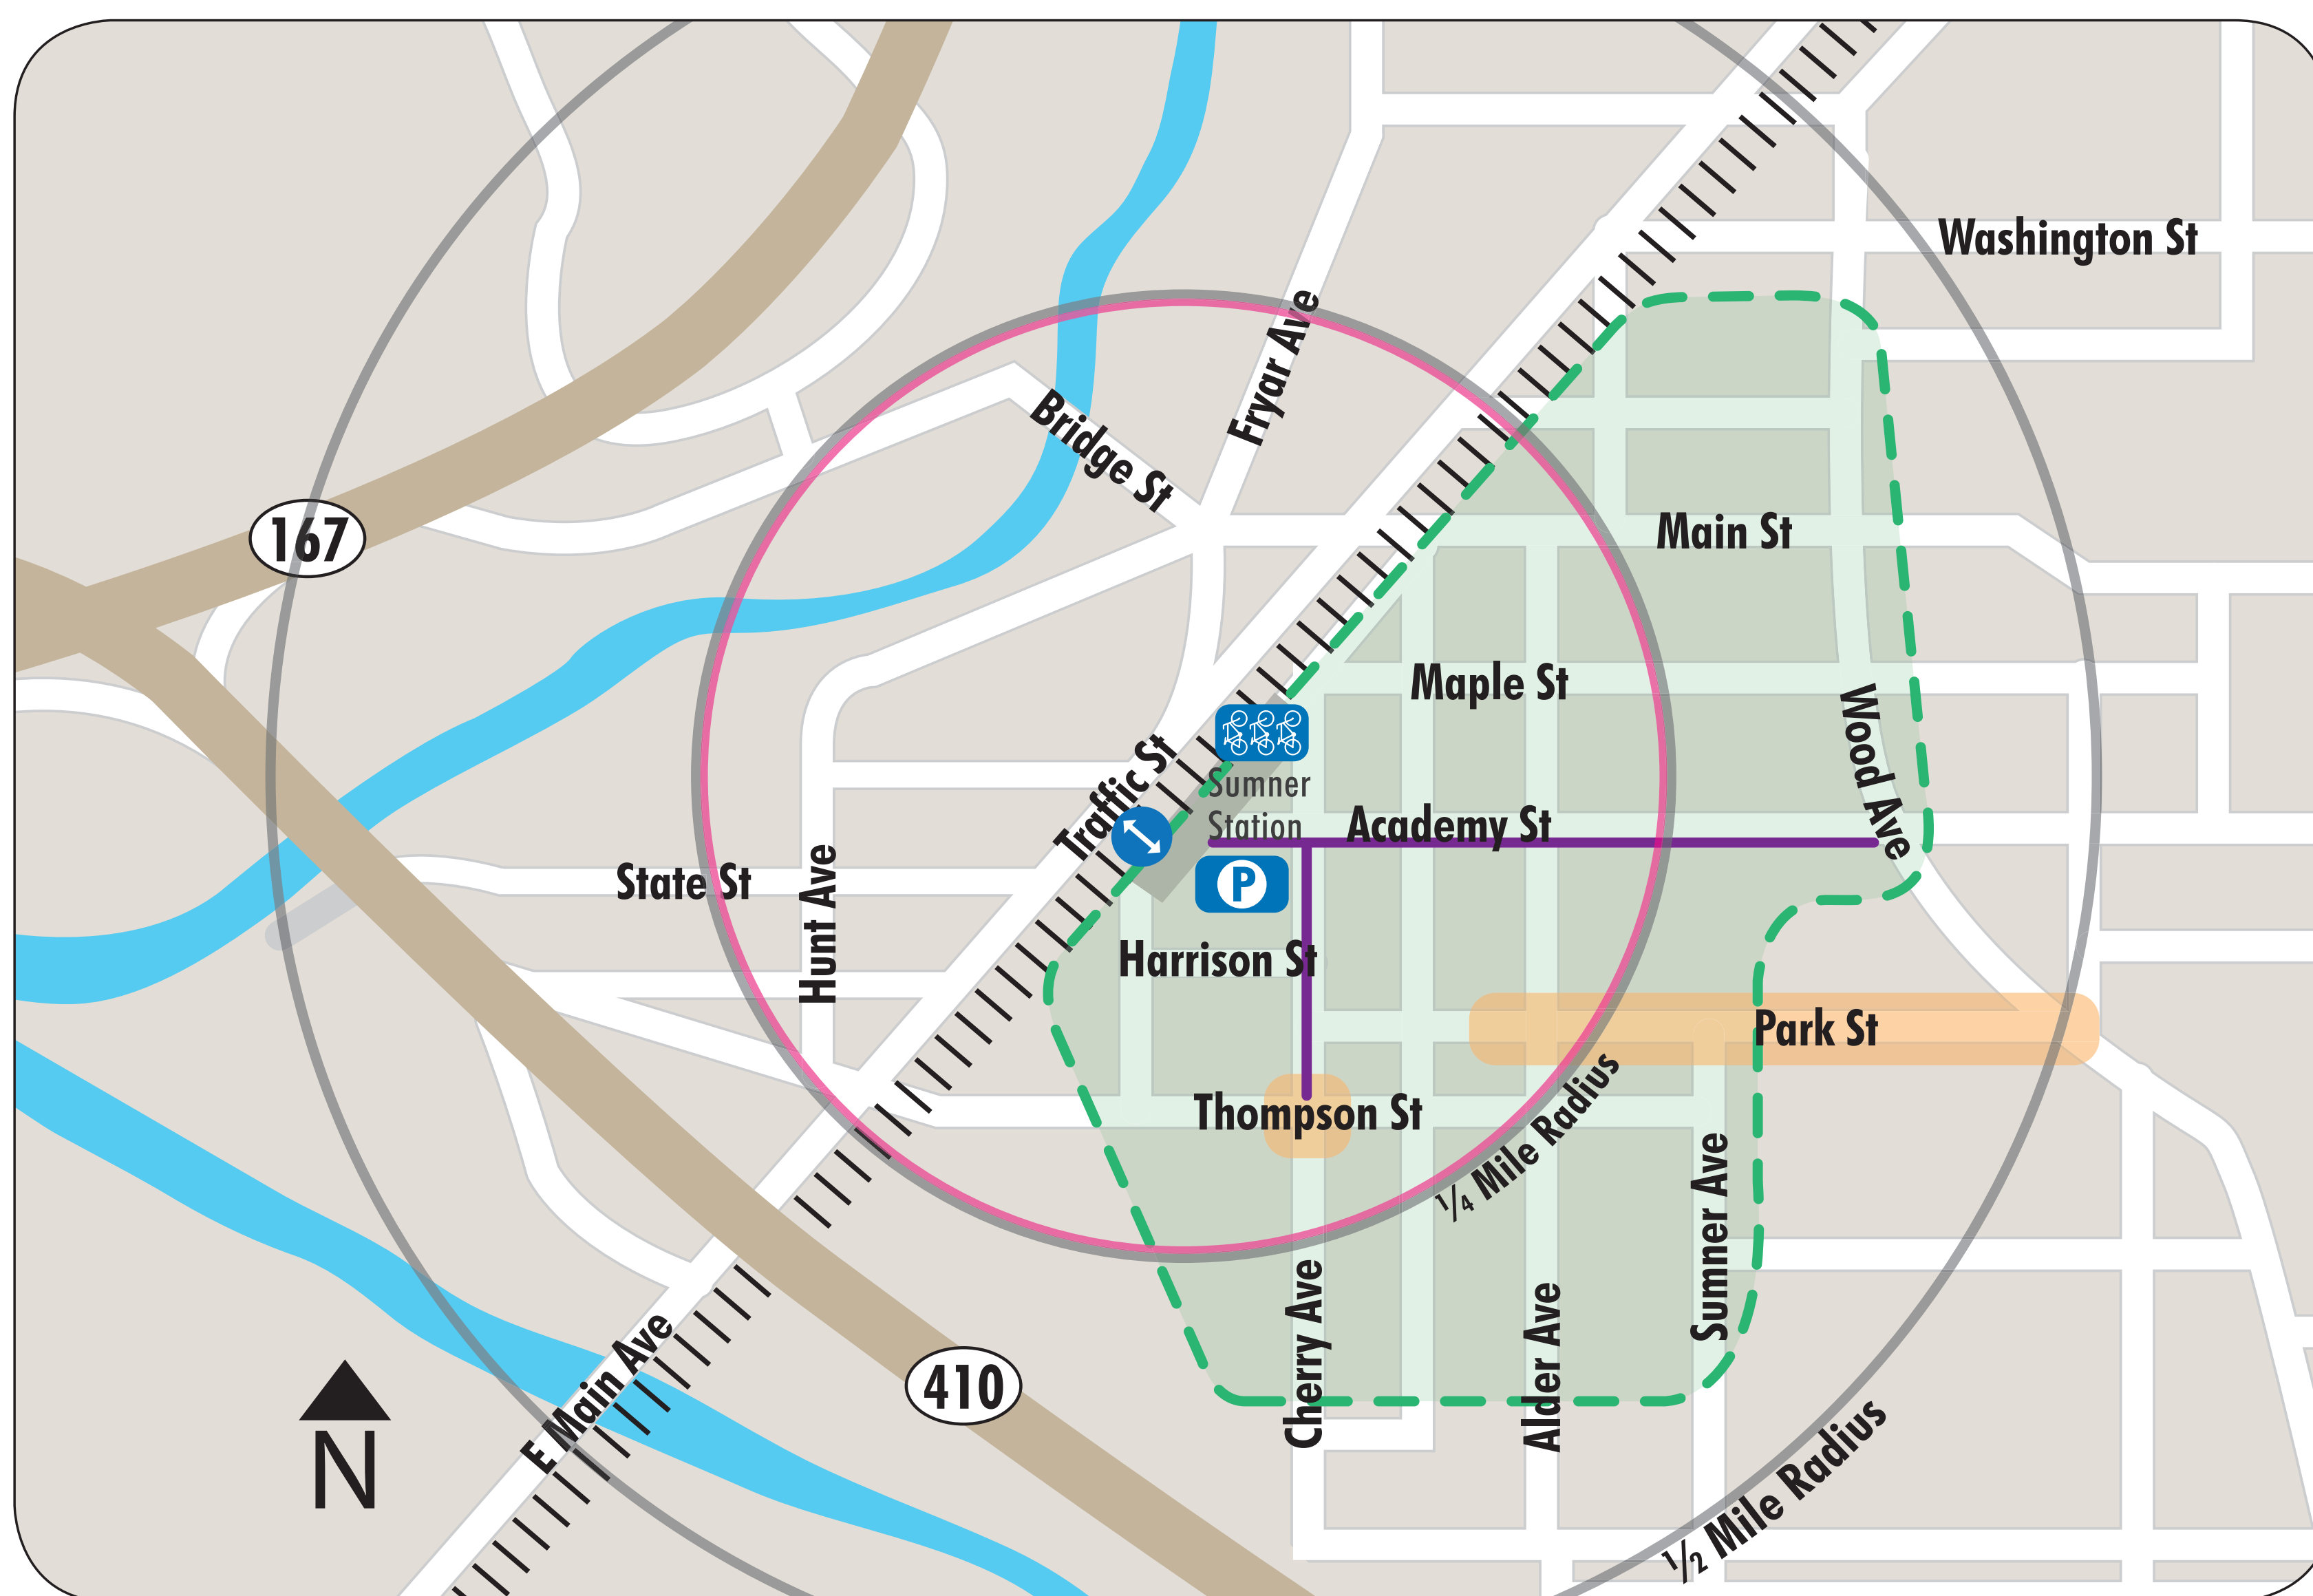 Washington St
Fryar Ave
Bridge St
167
Main St
Maple St
Wood Ave
Traffic St
Sumner
Station
Academy St
State St
P
Hunt Ave
Harrison St
Park St
Thompson St
1/4 Mile Radius
Sumner Ave
Cherry Ave
Alder Ave
E Main Ave
410
N
1/2 Mile Radius